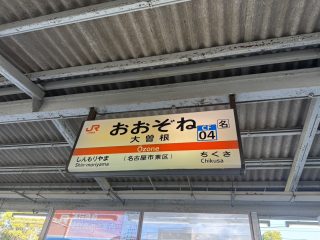 JR
おおぞね
CF
04
名
大曽根
Ozone
しんもりやま
Shin-moriyama
(名古屋市東区)
ちくさ
Chikusa